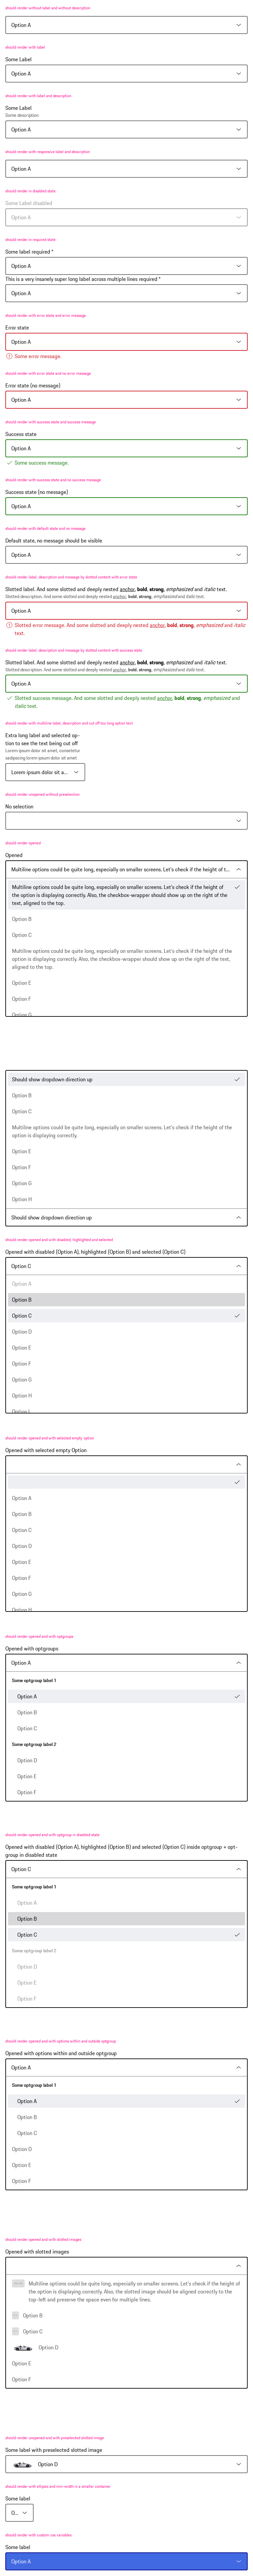 should render without label and without description
Option A
should render with label
Some Label
Option A
should render with label and description
Some Label
Some description
Option A
should render with responsive label and description
Option A
should render in disabled state
Some Label disabled
Option A
should render in required state
Some label required *
Option A
This is a very insanely super long label across multiple lines required *
Option A
should render with error state and error message
Error state
Option A
Some error message.
should render with error state and no error message
Error state (no message)
Option A
should render with success state and success message
Success state
Option A
Some success message.
should render with success state and no success message
Success state (no message)
Option A
should render with default state and no message
Default state, no message should be visible
Option A
should render label, description and message by slotted content with error state
Slotted label. And some slotted and deeply nested anchor, bold, strong, emphasized and italic text.
Slotted description. And some slotted and deeply nested anchor, bold, strong, emphasized and italic text.
Option A
Slotted error message. And some slotted and deeply nested anchor, bold, strong, emphasized and italic
text.
should render label, description and message by slotted content with success state
Slotted label. And some slotted and deeply nested anchor, bold, strong, emphasized and italic text.
Slotted description. And some slotted and deeply nested anchor, bold, strong, emphasized and italic text.
Option A
Slotted success message. And some slotted and deeply nested anchor, bold, strong, emphasized and
italic text.
should render with multiline label, description and cut off too long option text
Extra long label and selected op-
tion to see the text being cut off
Lorem ipsum dolor sit amet, consetetur
sadipscing lorem ipsum dolor sit amet
Lorem ipsum dolor sit a...
should render unopened without preselection
No selection
should render opened
Opened
Multiline options could be quite long, especially on smaller screens. Let's check if the height of t...
Multiline options could be quite long, especially on smaller screens. Let's check if the height of
the option is displaying correctly. Also, the checkbox-wrapper should show up on the right of the
text, aligned to the top.
Option B
Option C
Multiline options could be quite long, especially on smaller screens. Let's check if the height of the
option is displaying correctly. Also, the checkbox-wrapper should show up on the right of the text,
aligned to the top.
Option E
Option F
Option G
Should show dropdown direction up
Option B
Option C
Multiline options could be quite long, especially on smaller screens. Let's check if the height of the
option is displaying correctly.
Option E
Option F
Option G
Option H
Should show dropdown direction up
should render opened and with disabled, highlighted and selected
Opened with disabled (Option A), highlighted (Option B) and selected (Option C)
Option C
Option A
Option B
Option C
Option D
Option E
Option F
Option G
Option H
Option I
should render opened and with selected empty option
Opened with selected empty Option
Option A
Option B
Option C
Option D
Option E
Option F
Option G
Option H
should render opened and with optgroups
Opened with optgroups
Option A
Some optgroup label 1
Option A
Option B
Option C
Some optgroup label 2
Option D
Option E
Option F
should render opened and with optgroup in disabled state
Opened with disabled (Option A), highlighted (Option B) and selected (Option C) inside optgroup + opt-
group in disabled state
Option C
Some optgroup label 1
Option A
Option B
Option C
Some optgroup label 2
Option D
Option E
Option F
should render opened and with options within and outside optgroup
Opened with options within and outside optgroup
Option A
Some optgroup label 1
Option A
Option B
Option C
Option D
Option E
Option F
should render opened and with slotted images
Opened with slotted images
Multiline options could be quite long, especially on smaller screens. Let's check if the height of
the option is displaying correctly. Also, the slotted image should be aligned correctly to the
top-left and preserve the space even for multiple lines.
Option B
Option C
Option D
Option E
Option F
should render unopened and with preselected slotted image
Some label with preselected slotted image
Option D
should render with ellipsis and min-width in a smaller container
Some label
O...
should render with custom css variables
Some label
Option A